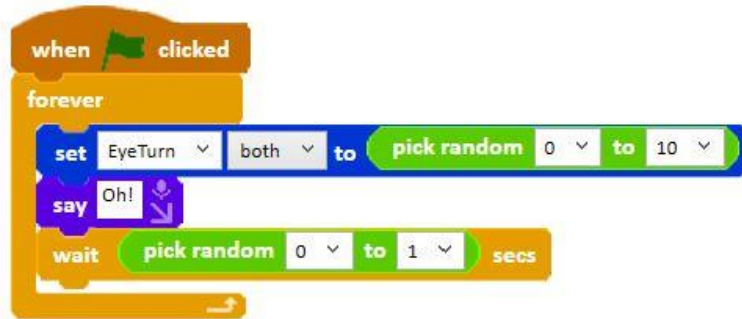 when clicked
forever
set EyeTurn both to pick random 0 to 10
say Oh!
wait pick random 0 to 1 secs